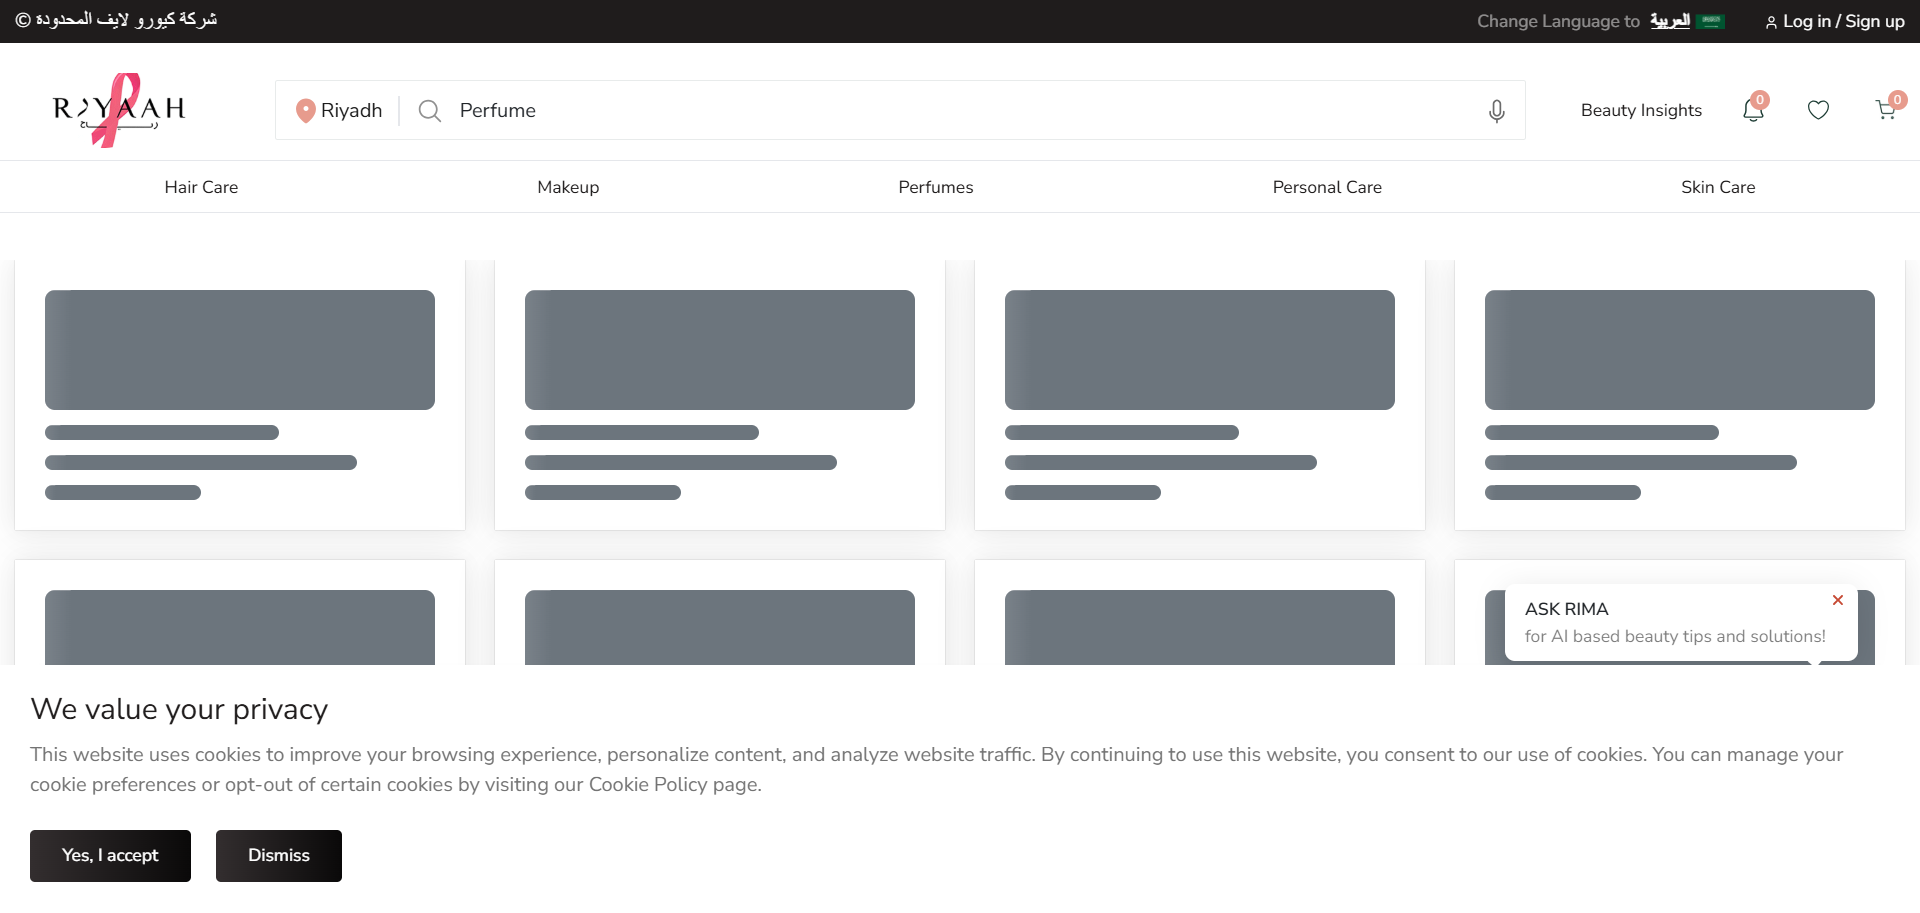 © شركة كيورو لايف المحدودة
Change Language to العربية
Log in / Sign up
RIYAAH
رياح
Riyadh
Perfume
Beauty Insights
0
0
Hair Care
Makeup
Perfumes
Personal Care
Skin Care
ASK RIMA
for AI based beauty tips and solutions!
We value your privacy
This website uses cookies to improve your browsing experience, personalize content, and analyze website traffic. By continuing to use this website, you consent to our use of cookies. You can manage your
cookie preferences or opt-out of certain cookies by visiting our Cookie Policy page.
Yes, I accept
Dismiss